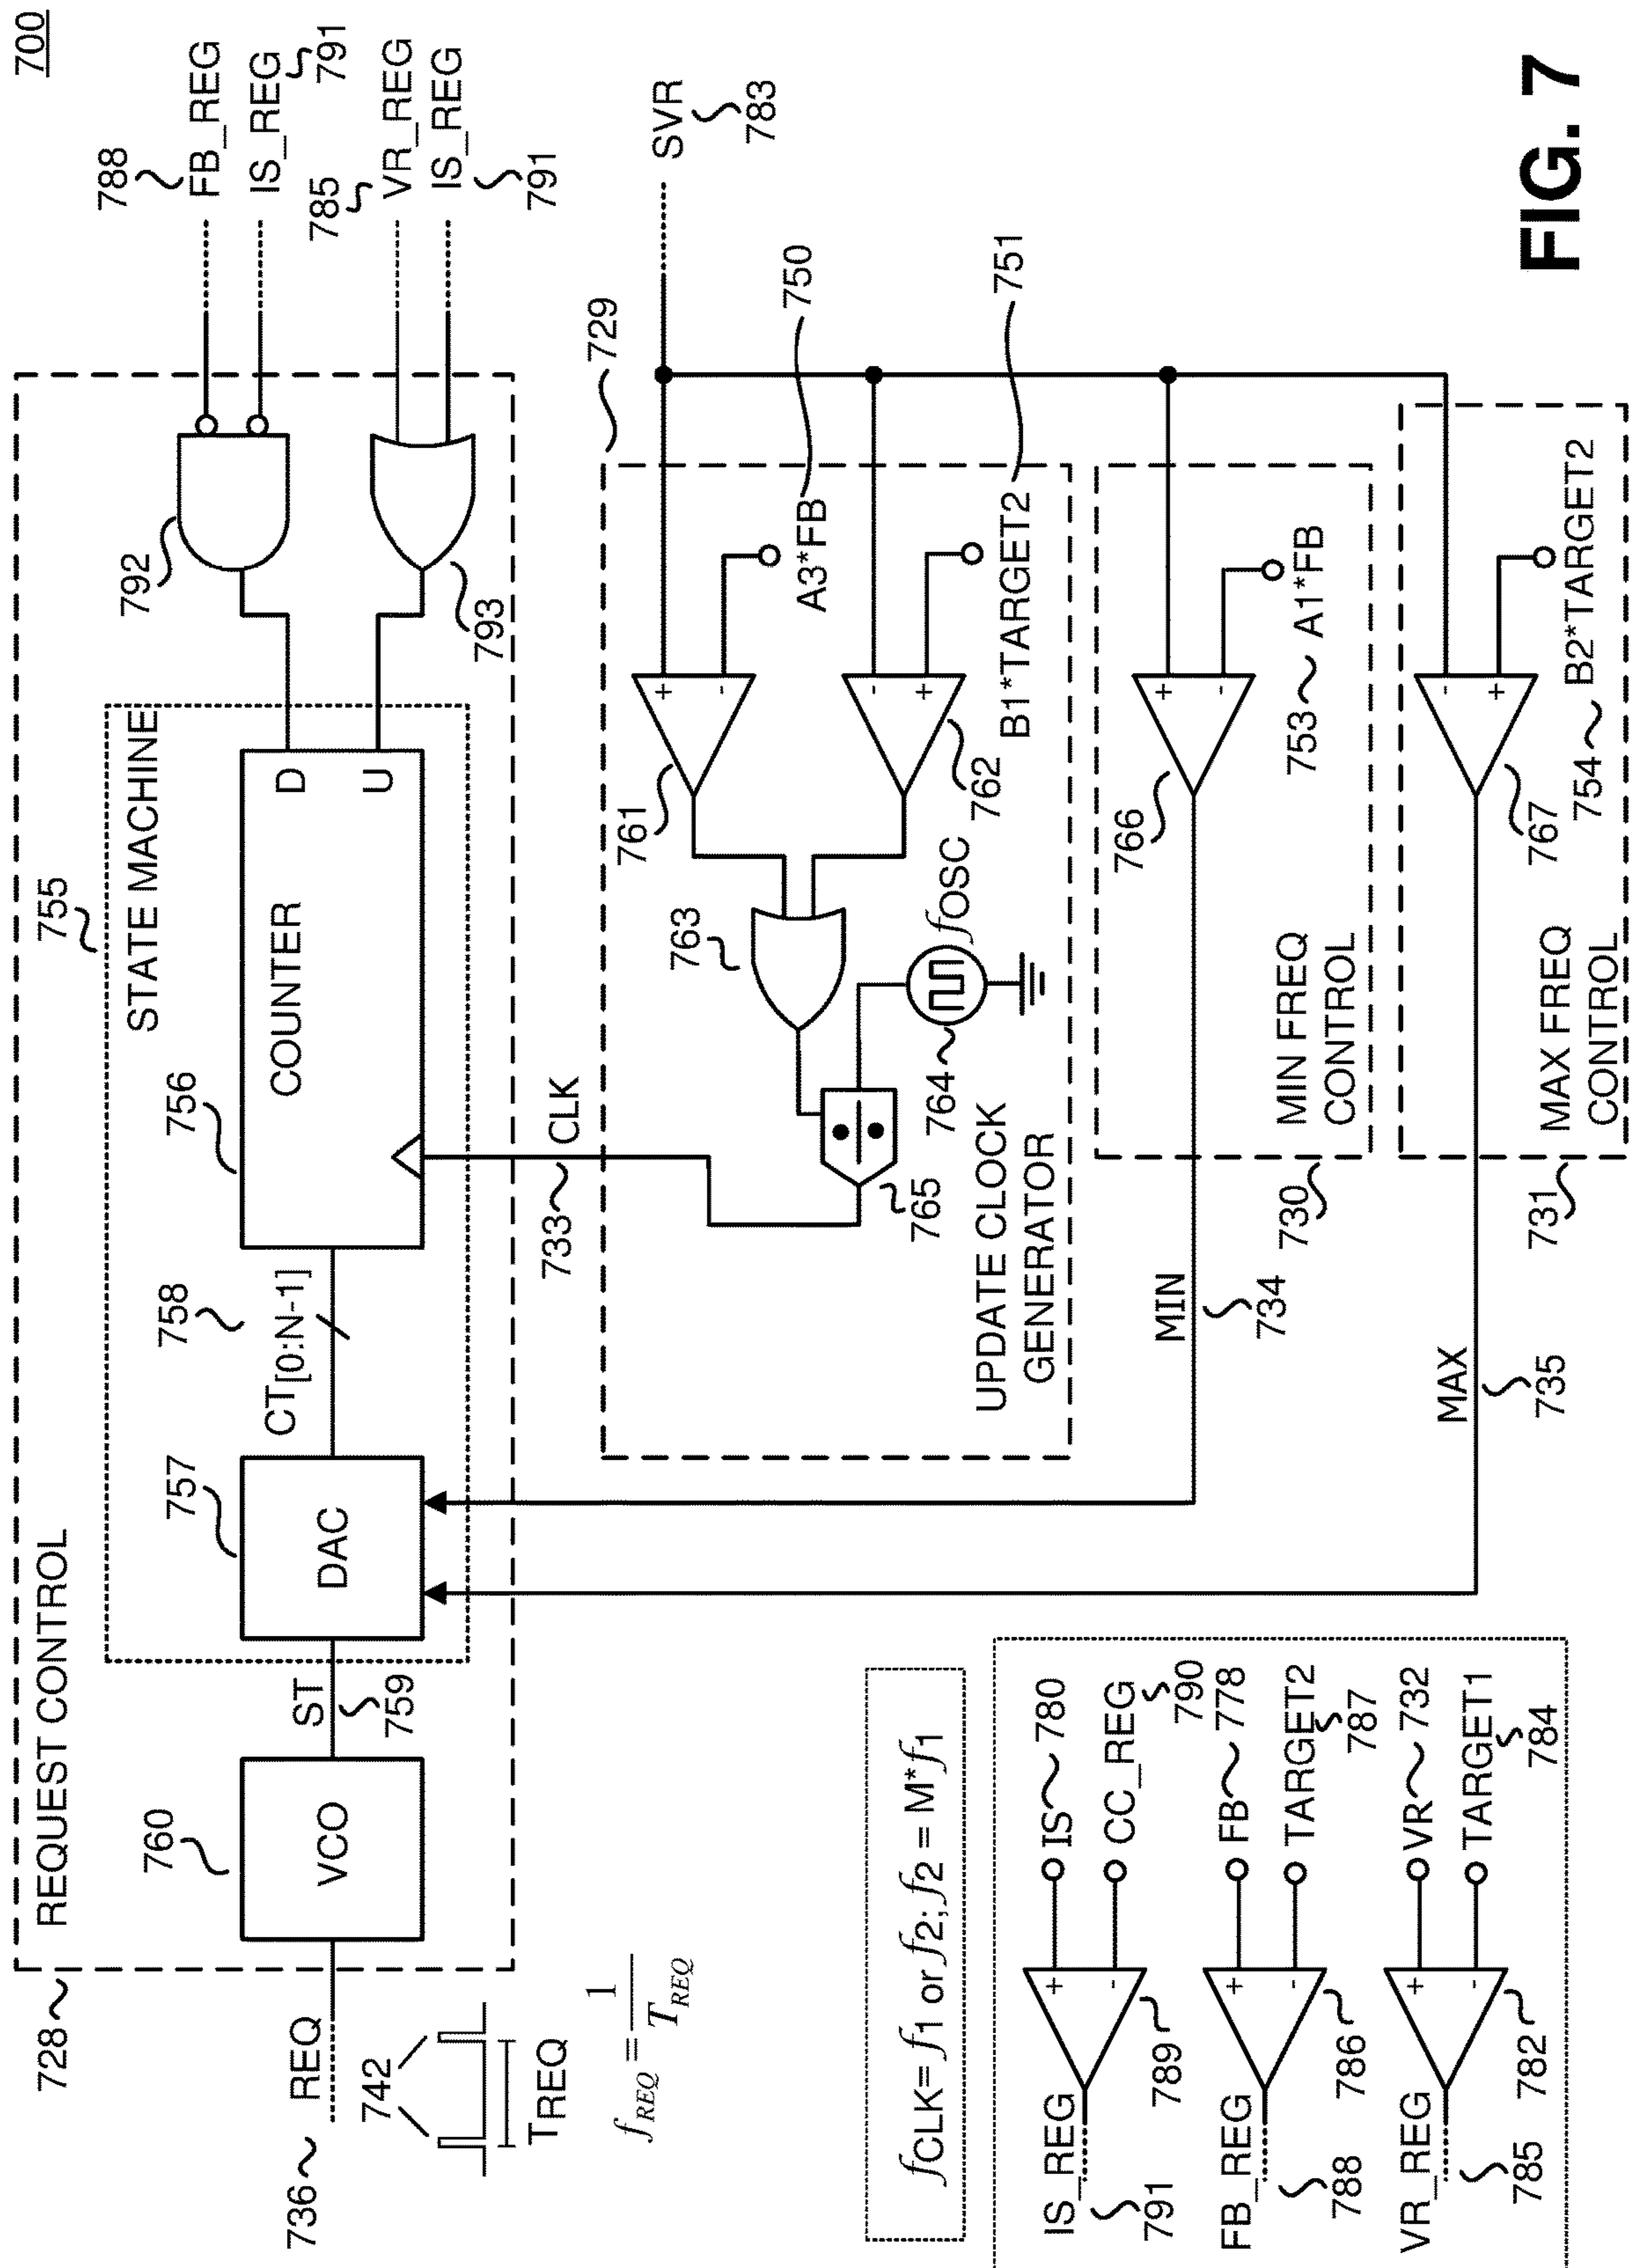 700
REQUEST CONTROL
728
755
STATE MACHINE
736
REQ
760
VCO
ST
759
757
DAC
758
CT[0:N-1]
756
COUNTER
D
U
792
793
788
FB_REG
IS_REG
791
785
VR_REG
IS_REG
791
742
TREQ
fREQ = 1
TREQ
733
CLK
729
SVR
783
763
761
+
-
A3*FB
750
762
-
+
B1*TARGET2
751
fOSC
764
765
UPDATE CLOCK
GENERATOR
MIN
734
730
MIN FREQ
CONTROL
766
+
-
753
A1*FB
MAX
735
731
MAX FREQ
CONTROL
767
-
+
754
B2*TARGET2
fCLK= f1 or f2; f2 = M*f1
IS_REG
791
789
+
-
IS
780
CC_REG
790
FB_REG
788
786
+
-
FB
778
TARGET2
787
VR_REG
785
782
+
-
VR
732
TARGET1
784
FIG. 7